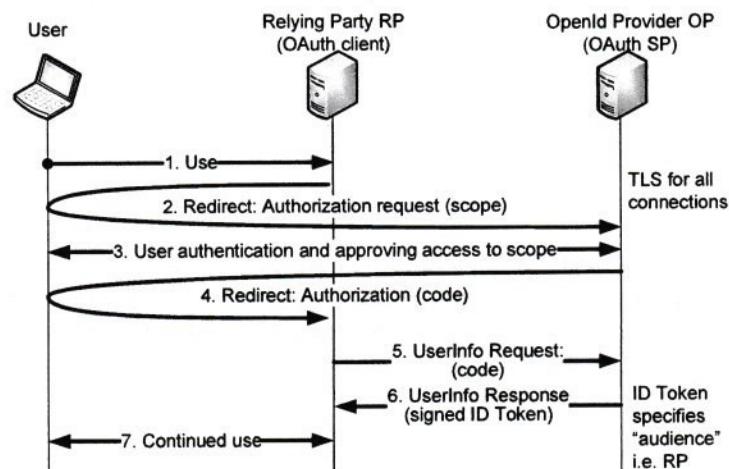 User
Relying Party RP
(OAuth client)
OpenId Provider OP
(OAuth SP)
1. Use
TLS for all
connections
2. Redirect: Authorization request (scope)
3. User authentication and approving access to scope
4. Redirect: Authorization (code)
5. UserInfo Request:
(code)
6. UserInfo Response
(signed ID Token)
ID Token
specifies
“audience”
i.e. RP
7. Continued use